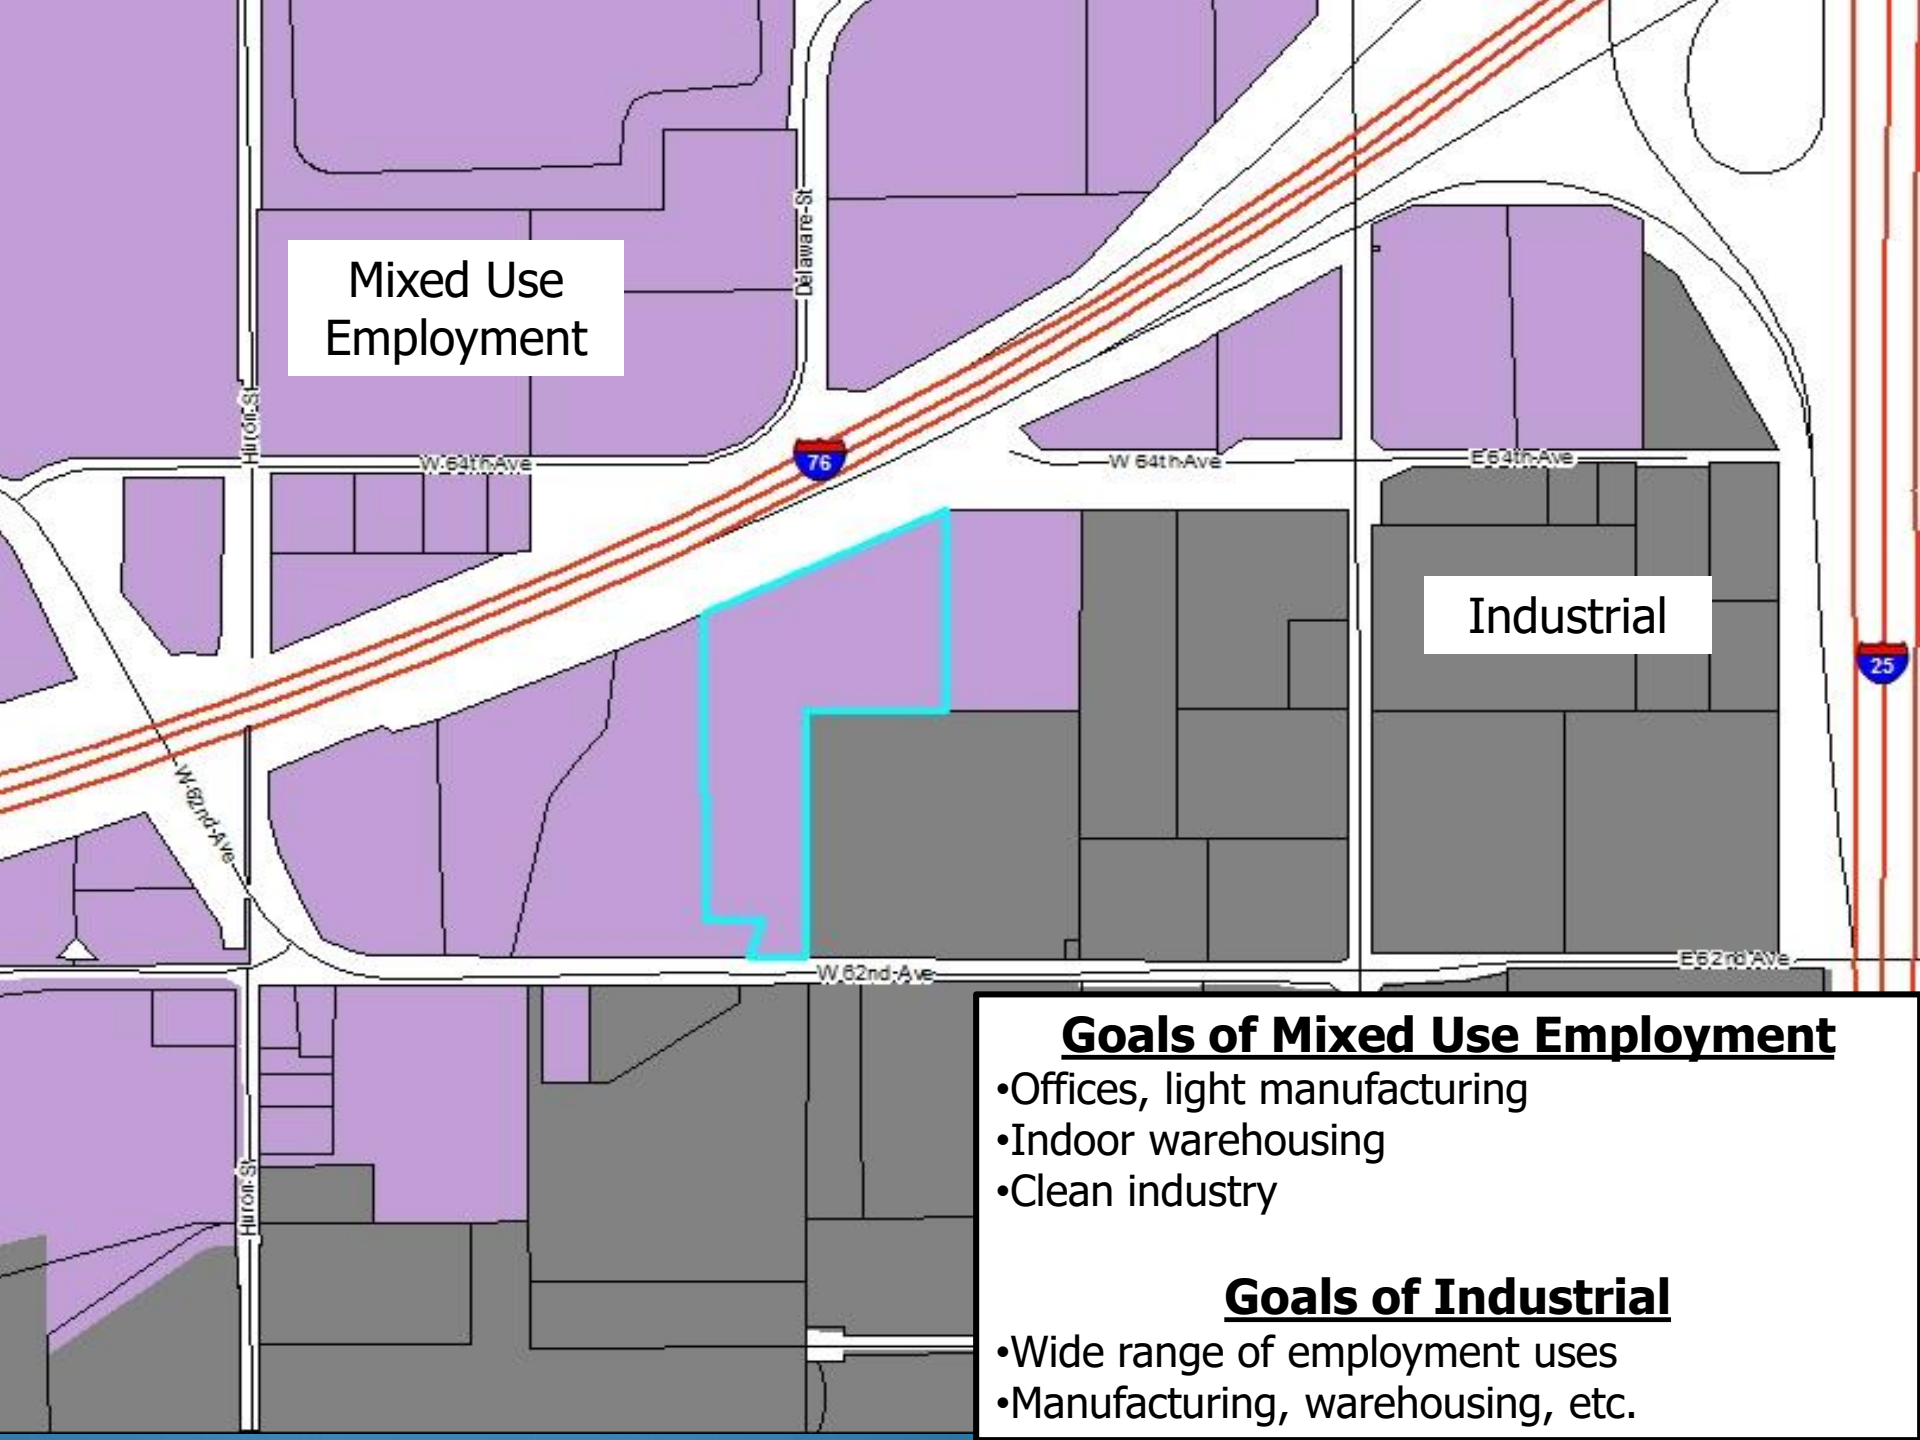 Delaware-St
Mixed Use
Employment
Huron-St
W 64th Ave
76
W 64th Ave
E 64th Ave
Industrial
25
W-62nd-Ave
W 62nd-Ave
E 62nd Ave
Goals of Mixed Use Employment
•Offices, light manufacturing
•Indoor warehousing
•Clean industry
Huron-St
Goals of Industrial
•Wide range of employment uses
•Manufacturing, warehousing, etc.